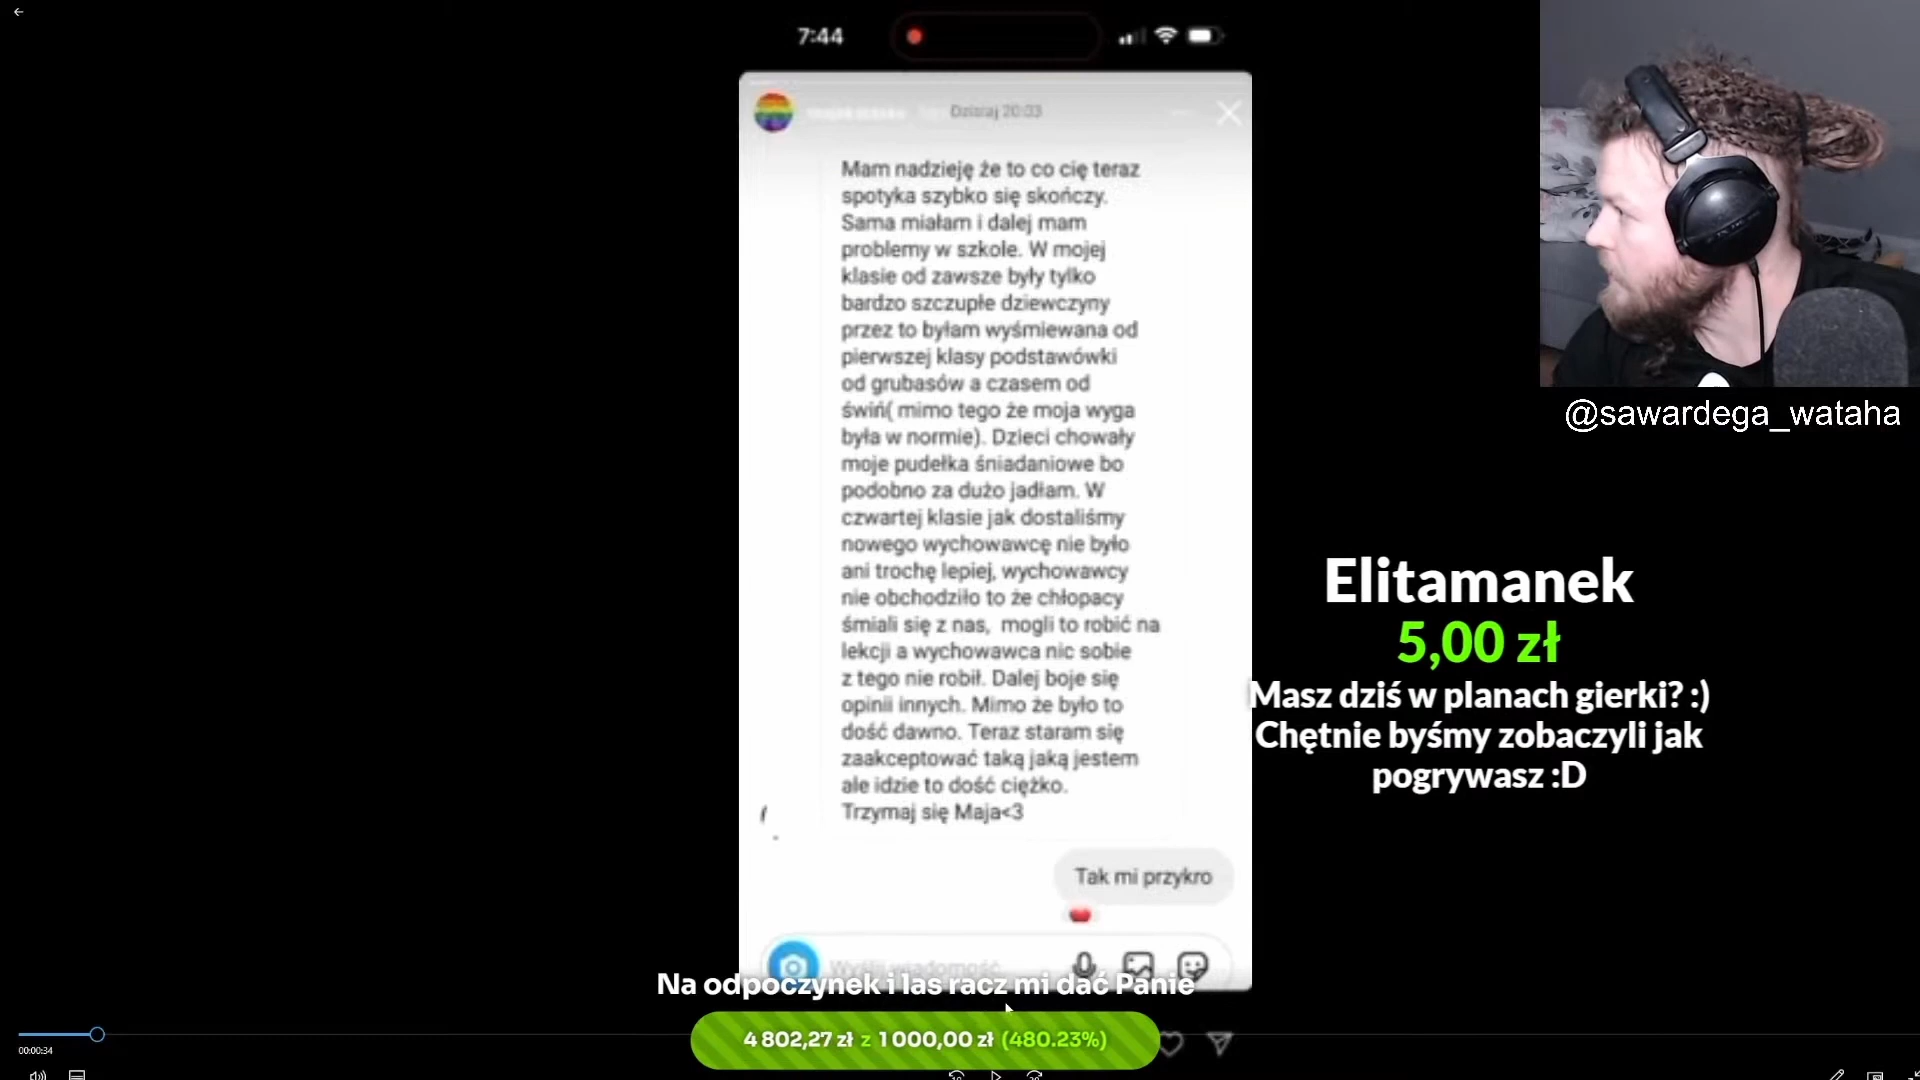 7:44
Dzisiaj 20:03
Mam nadzieję że to co cię teraz
spotyka szybko się skończy.
Sama miałam i dalej mam
problemy w szkole. W mojej
klasie od zawsze były tylko
bardzo szczupłe dziewczyny
przez to byłam wyśmiewana od
pierwszej klasy podstawówki
od grubasów a czasem od
świń( mimo tego że moja wyga
była w normie). Dzieci chowały
moje pudełka śniadaniowe bo
podobno za dużo jadłam. W
czwartej klasie jak dostaliśmy
nowego wychowawcę nie było
ani trochę lepiej, wychowawcy
nie obchodziło to że chłopacy
śmiali się z nas, mogli to robić na
lekcji a wychowawca nic sobie
z tego nie robił. Dalej boje się
opinii innych. Mimo że było to
dość dawno. Teraz staram się
zaakceptować taką jaką jestem
ale idzie to dość ciężko.
Trzymaj się Maja<3
Tak mi przykro
Wyślij wiadomość
@sawardega_wataha
Elitamanek
5,00 zł
Masz dziś w planach gierki? :)
Chętnie byśmy zobaczyli jak
pogrywasz :D
Na odpoczynek i las racz mi dać Panie
4 802,27 zł z 1 000,00 zł (480.23%)
00:00:34